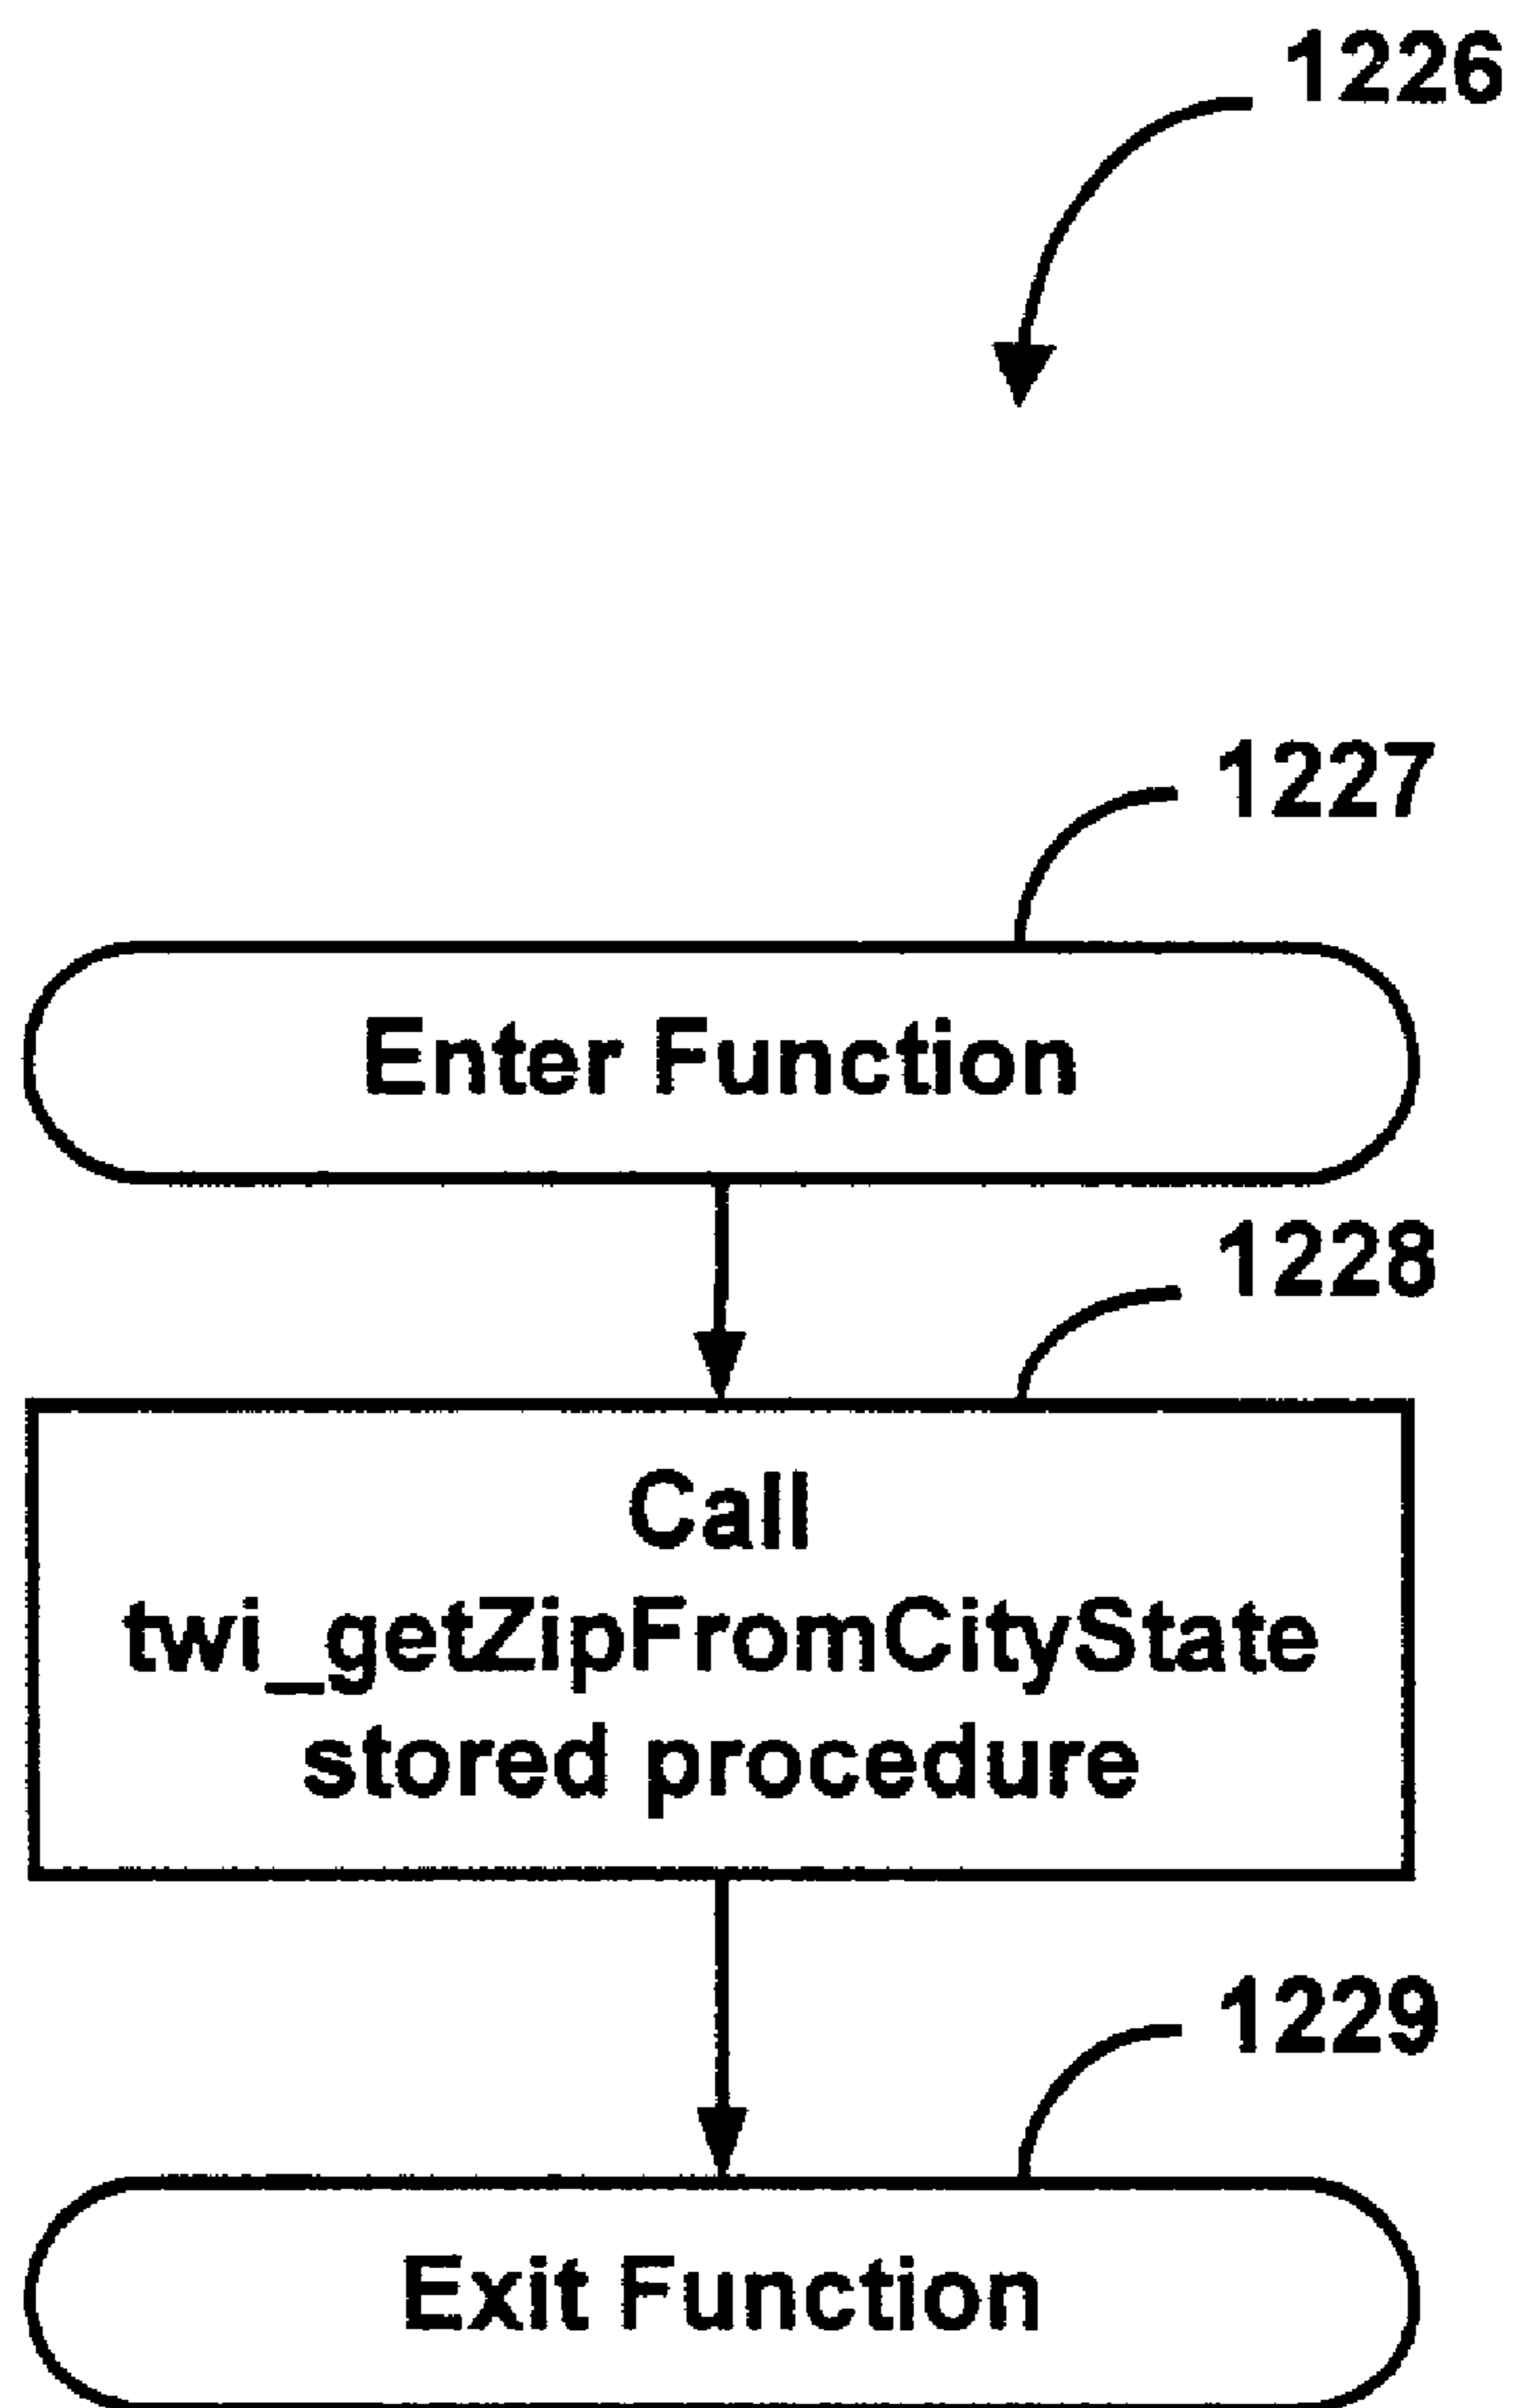 1226
1227
Enter Function
1228
Call
twi_getZipFromCityState
stored procedure
1229
Exit Function